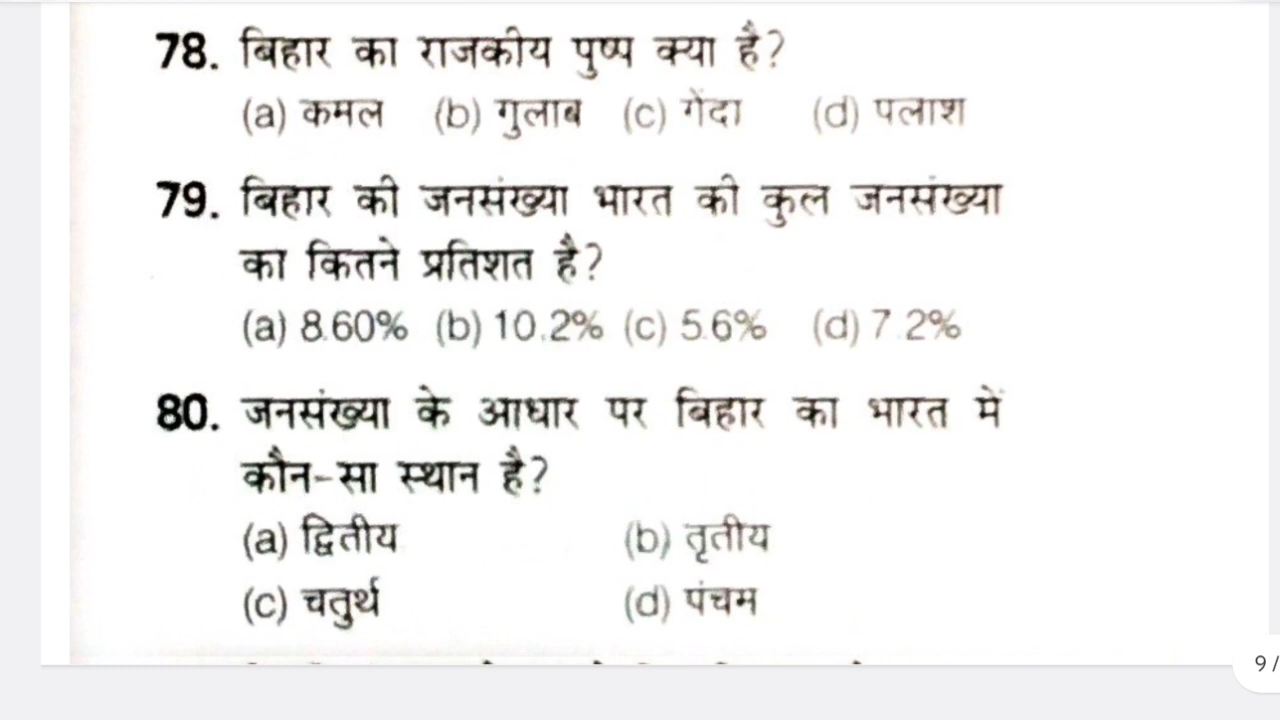 78. बिहार का राजकीय पुष्प क्या है?
(a) कमल (b) गुलाब (c) गेंदा (d) पलाश
79. बिहार की जनसंख्या भारत की कुल जनसंख्या
का कितने प्रतिशत है?
(a) 8.60% (b) 10.2% (c) 5.6% (d) 7.2%
80. जनसंख्या के आधार पर बिहार का भारत में
कौन-सा स्थान है?
(a) द्वितीय (b) तृतीय
(c) चतुर्थ (d) पंचम
9/